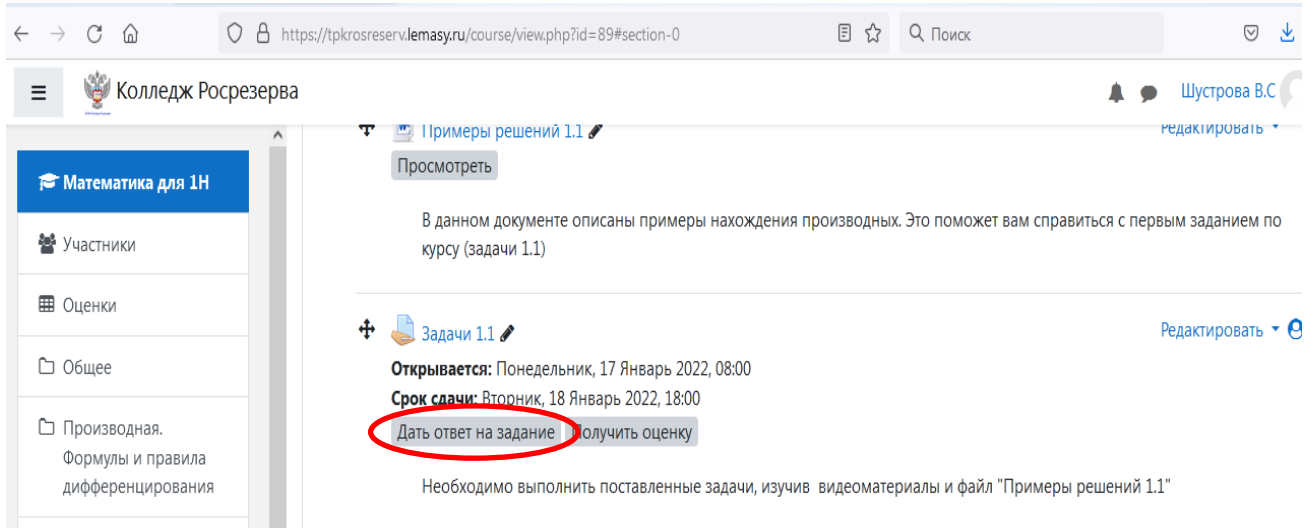 https://tpkrosreserv.lemasy.ru/course/view.php?id=89#section-0
Поиск
Колледж Росрезерва
Шустрова В.С
Примеры решений 1.1
Редактировать
Просмотреть
Математика для 1Н
В данном документе описаны примеры нахождения производных. Это поможет вам справиться с первым заданием по
курсу (задачи 1.1)
Участники
Оценки
Задачи 1.1
Редактировать
Открывается: Понедельник, 17 Январь 2022, 08:00
Общее
Срок сдачи: Вторник, 18 Январь 2022, 18:00
Дать ответ на задание
Получить оценку
Производная.
Формулы и правила
дифференцирования
Необходимо выполнить поставленные задачи, изучив видеоматериалы и файл "Примеры решений 1.1"